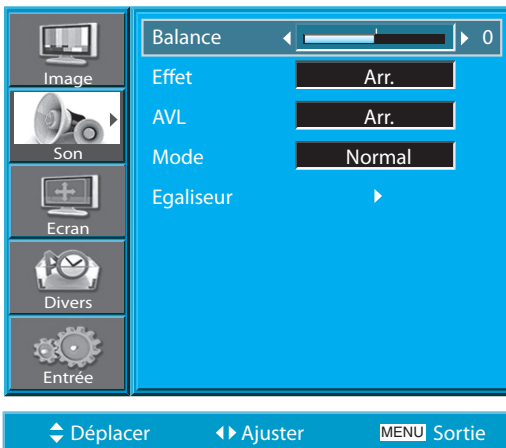 Image
Son
Ecran
Divers
Entrée
Balance 0
Effet Arr.
AVL Arr.
Mode Normal
Egaliseur
Déplacer Ajuster MENU Sortie